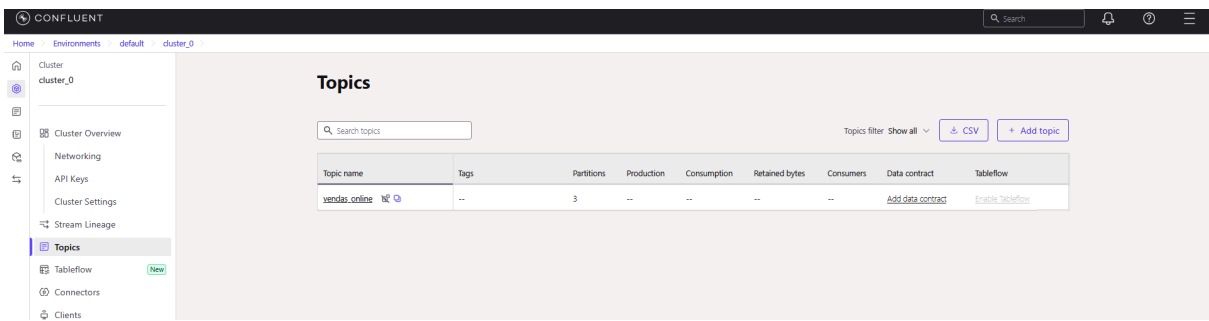 CONFLUENT
Search
Home > Environments > default > cluster_0 >
Cluster
cluster_0
Cluster Overview
Networking
API Keys
Cluster Settings
Stream Lineage
Topics
Tableflow New
Connectors
Clients
Topics
Search topics
Topics filter Show all CSV + Add topic
Topic name Tags Partitions Production Consumption Retained bytes Consumers Data contract Tableflow
vendas_online -- 3 -- -- -- -- Add data contract Enable Tableflow